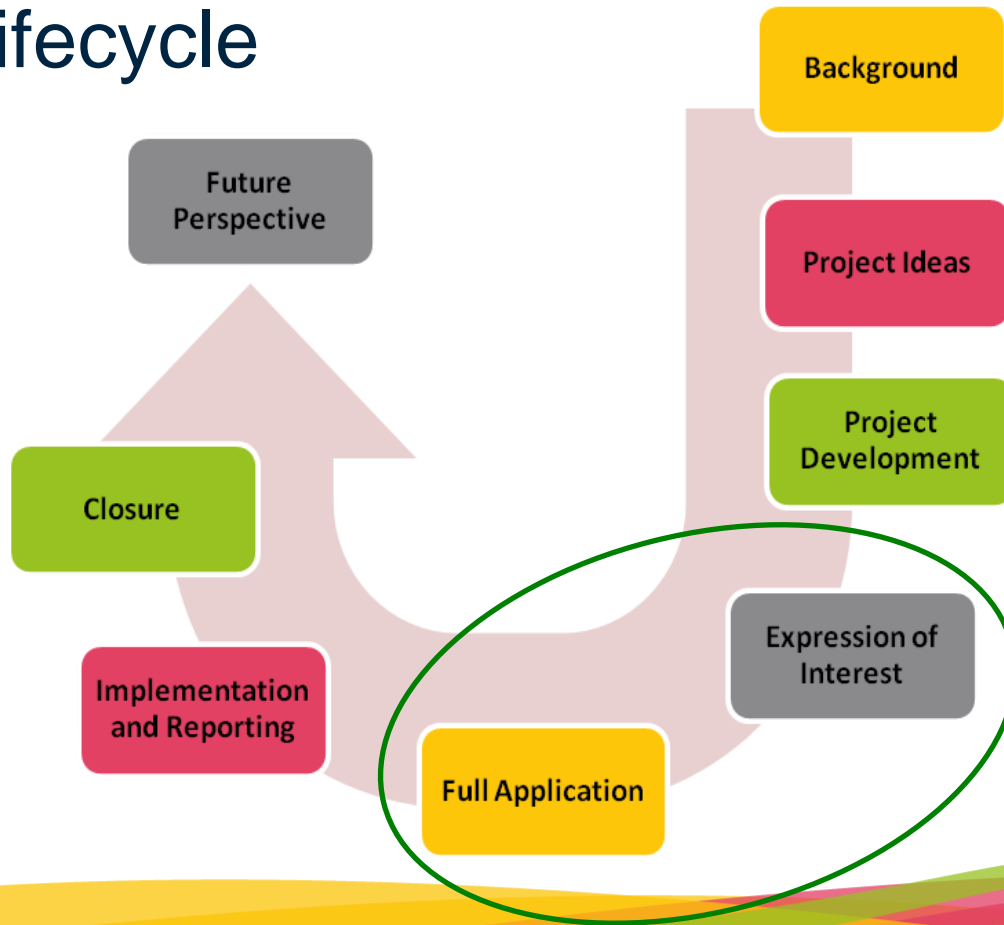 ifecycle
Background
Project Ideas
Project
Development
Expression of
Interest
Full Application
Implementation
and Reporting
Closure
Future
Perspective